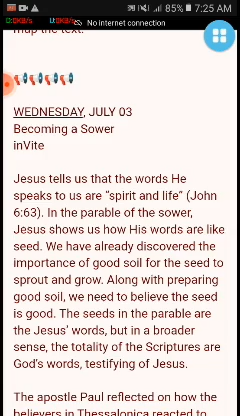 85% 7:25 AM
0:0KB/s U:0KB/s No internet connection
map the text.
WEDNESDAY, JULY 03
Becoming a Sower
inVite
Jesus tells us that the words He
speaks to us are “spirit and life” (John
6:63). In the parable of the sower,
Jesus shows us how His words are like
seed. We have already discovered the
importance of good soil for the seed to
sprout and grow. Along with preparing
good soil, we need to believe the seed
is good. The seeds in the parable are
the Jesus’ words, but in a broader
sense, the totality of the Scriptures are
God’s words, testifying of Jesus.
The apostle Paul reflected on how the
believers in Thessalonica reacted to